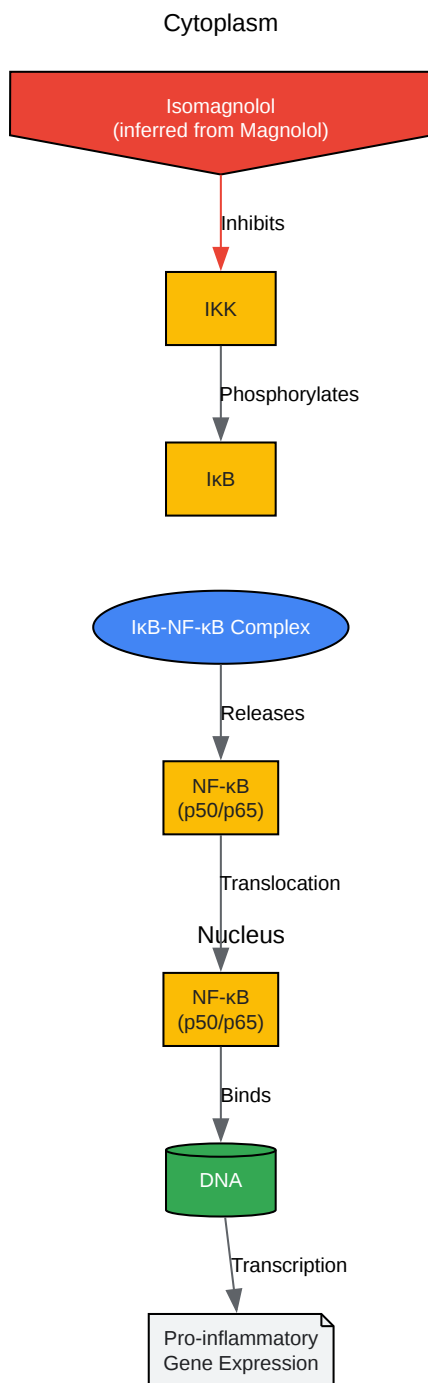 Cytoplasm
Isomagnolol
(inferred from Magnolol)
Inhibits
IKK
Phosphorylates
IκB
IκB-NF-κB Complex
Releases
NF-κB
(p50/p65)
Translocation
Nucleus
NF-κB
(p50/p65)
Binds
DNA
Transcription
Pro-inflammatory
Gene Expression